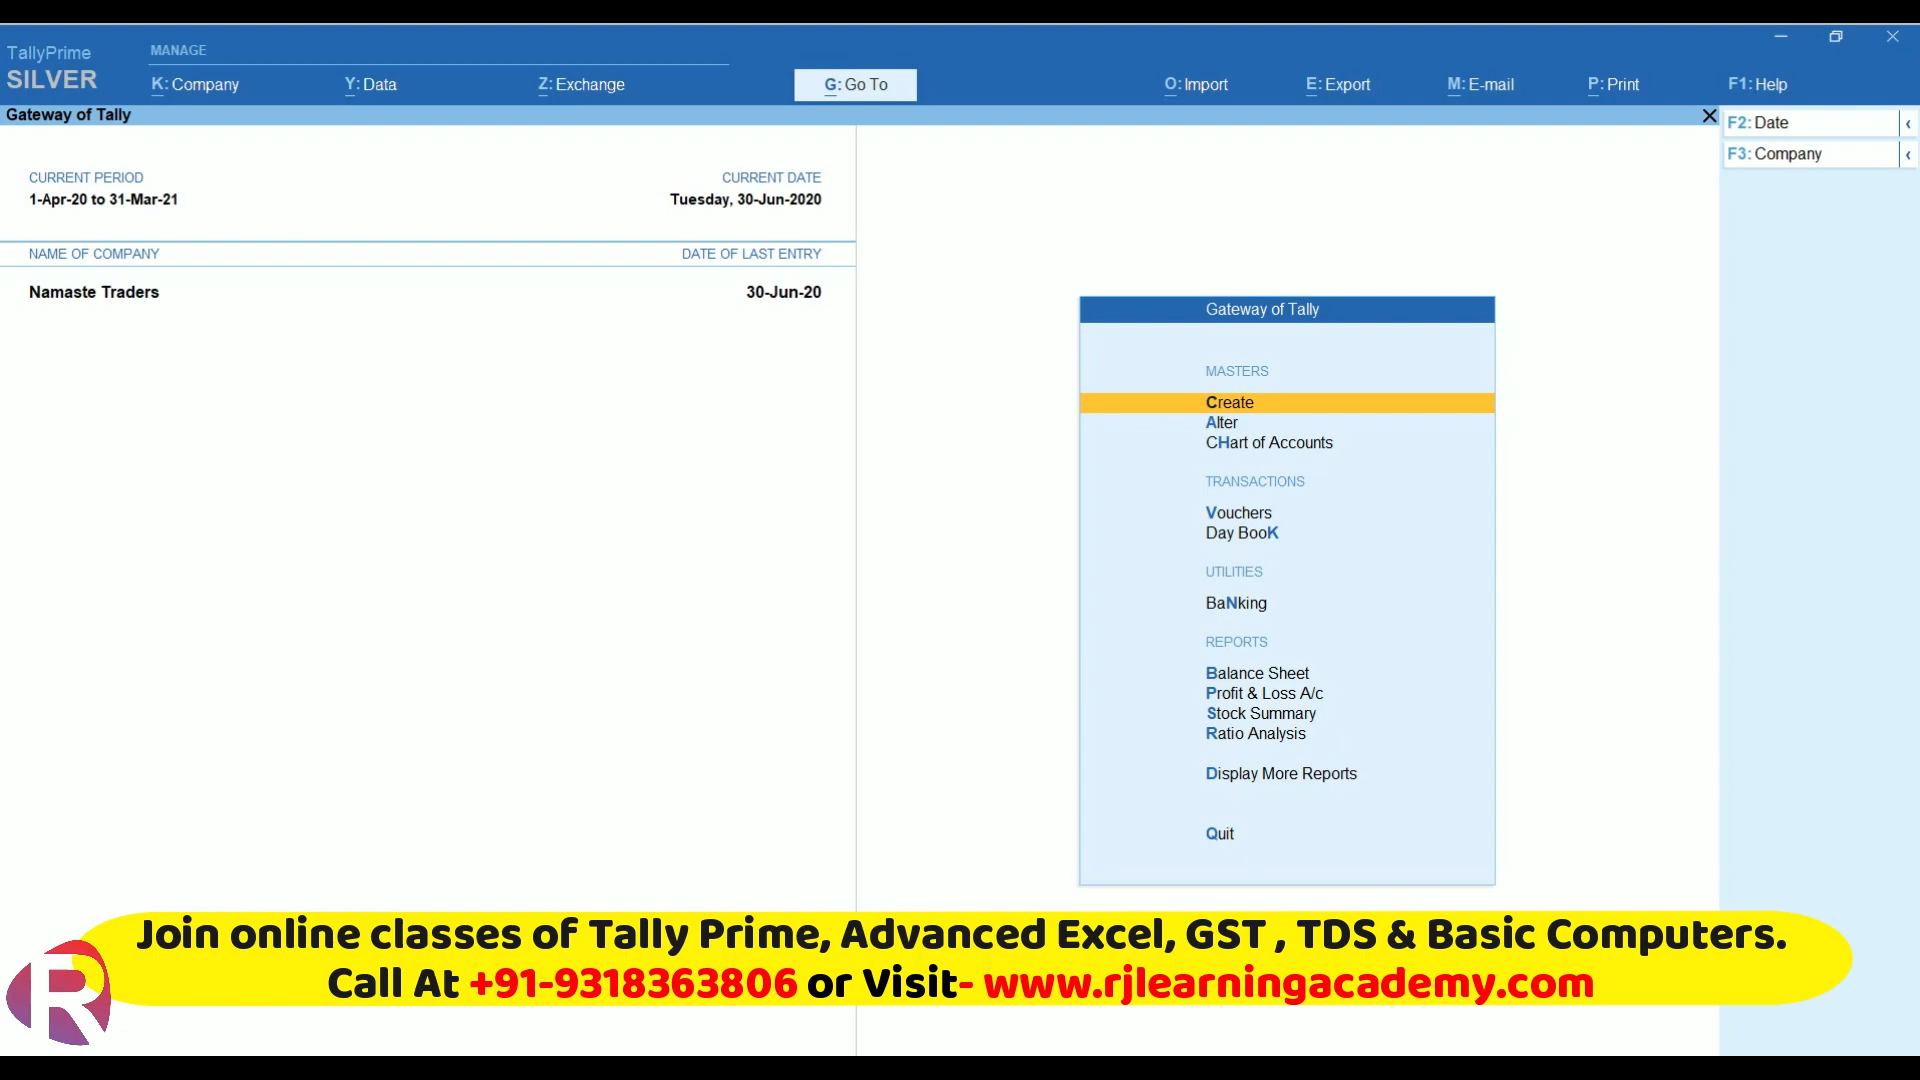 TallyPrime
SILVER
MANAGE
K: Company
Y: Data
Z: Exchange
G: Go To
O: Import
E: Export
M: E-mail
P: Print
F1: Help
Gateway of Tally
F2: Date
F3: Company
CURRENT PERIOD
CURRENT DATE
1-Apr-20 to 31-Mar-21
Tuesday, 30-Jun-2020
NAME OF COMPANY
DATE OF LAST ENTRY
Namaste Traders
30-Jun-20
Gateway of Tally
MASTERS
Create
Alter
CHart of Accounts
TRANSACTIONS
Vouchers
Day BooK
UTILITIES
BaNking
REPORTS
Balance Sheet
Profit & Loss A/c
Stock Summary
Ratio Analysis
Display More Reports
Quit
Join online classes of Tally Prime, Advanced Excel, GST , TDS & Basic Computers.
Call At +91-9318363806 or Visit- www.rjlearningacademy.com
R